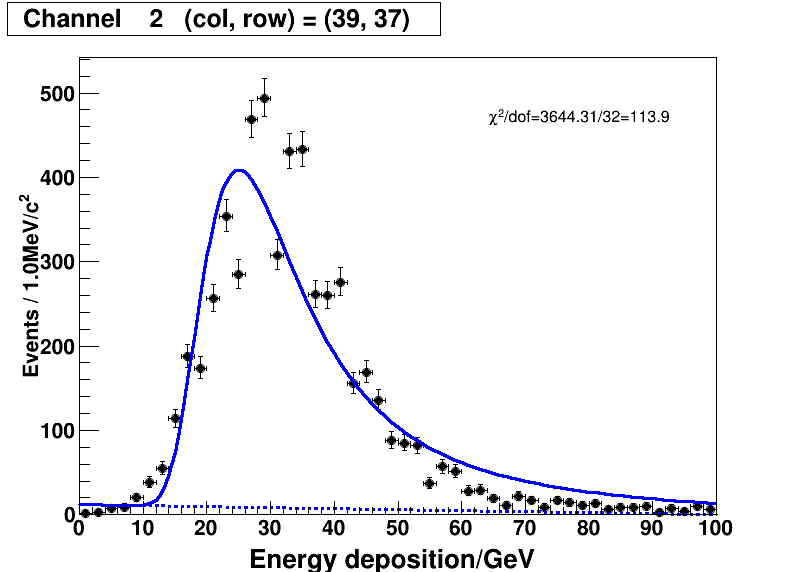 Channel 2 (col, row) = (39, 37)
χ²/dof=3644.31/32=113.9
Events / 1.0MeV/c²
500
400
300
200
100
0
0 10 20 30 40 50 60 70 80 90 100
Energy deposition/GeV